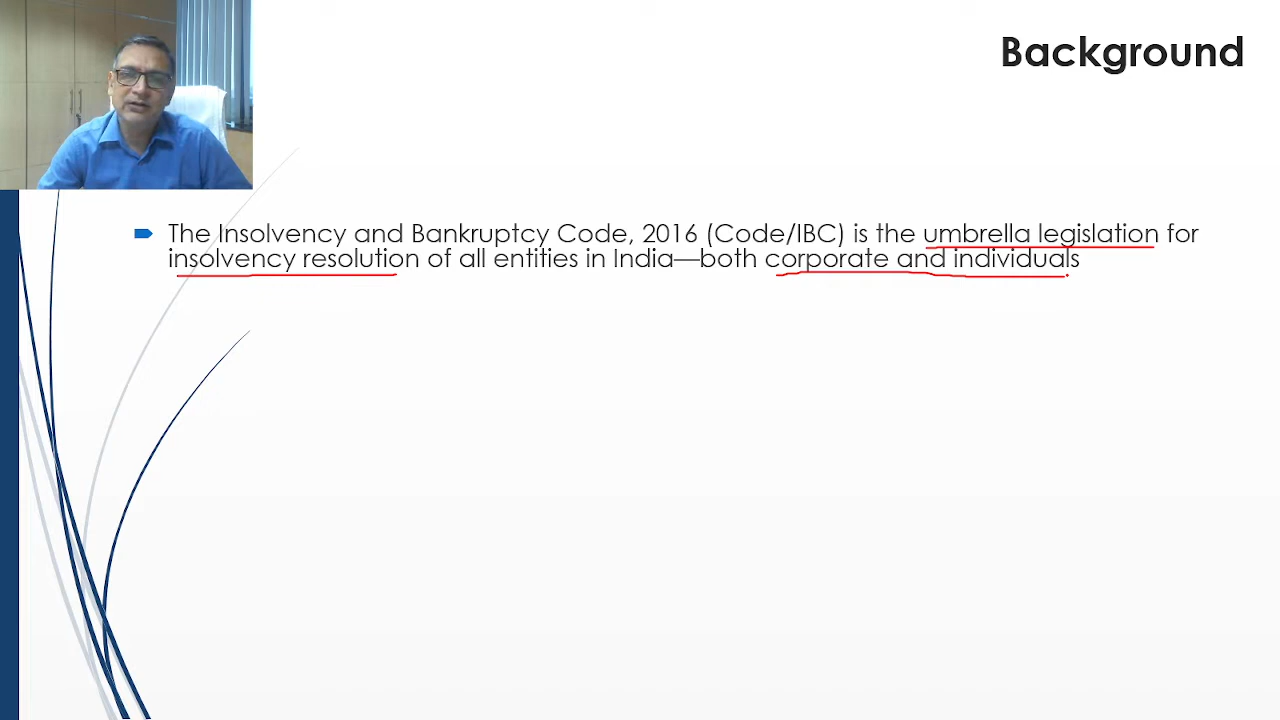 Background
The Insolvency and Bankruptcy Code, 2016 (Code/IBC) is the umbrella legislation for
insolvency resolution of all entities in India—both corporate and individuals